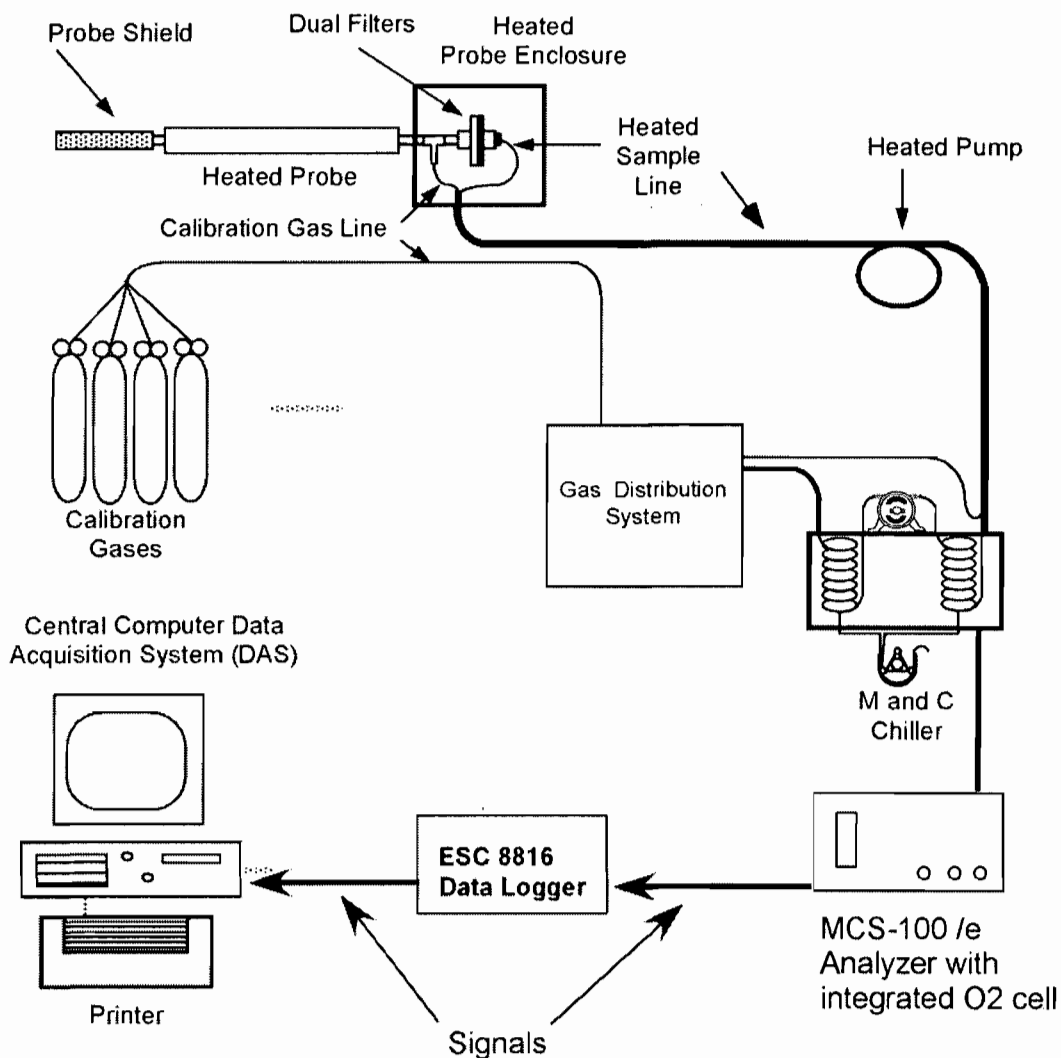 Probe Shield
Dual Filters
Heated
Probe Enclosure
Heated
Sample
Line
Heated Pump
Heated Probe
Calibration Gas Line
Gas Distribution
System
Calibration
Gases
Central Computer Data
Acquisition System (DAS)
M and C
Chiller
ESC 8816
Data Logger
MCS-100 /e
Analyzer with
integrated O2 cell
Printer
Signals